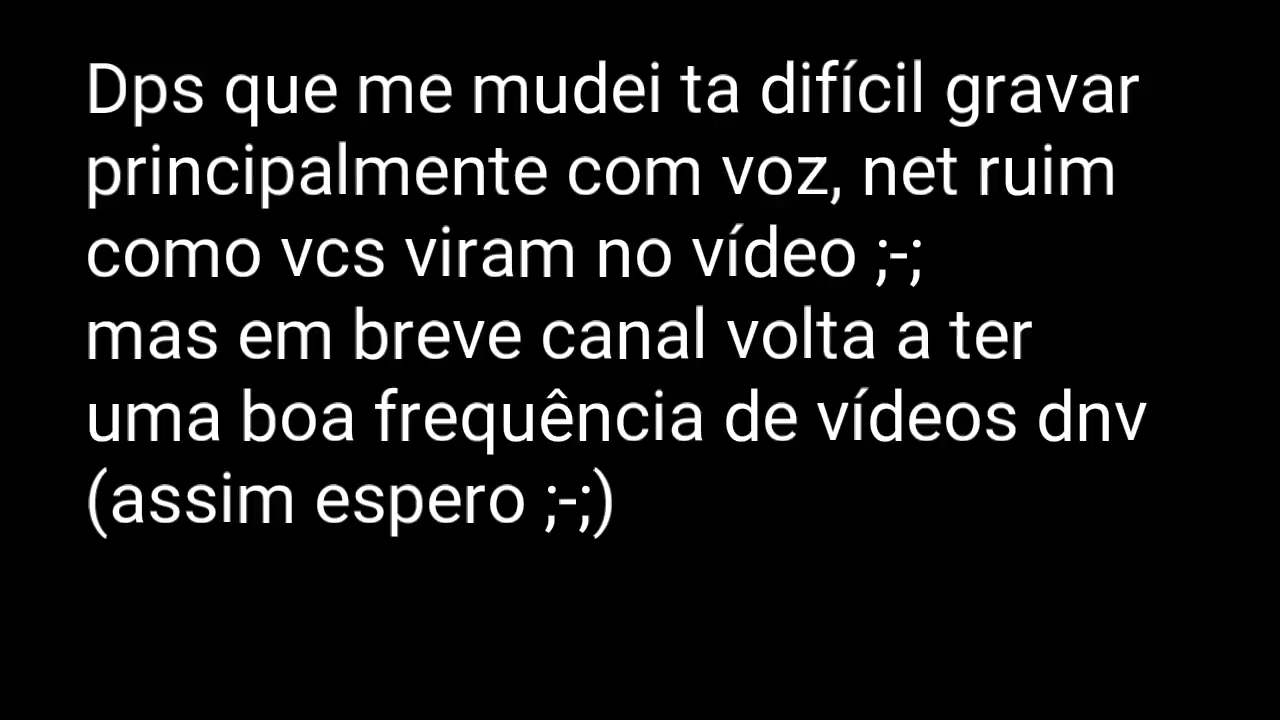 Dps que me mudei ta difícil gravar
principalmente com voz, net ruim
como vcs viram no vídeo ;-;
mas em breve canal volta a ter
uma boa frequência de vídeos dnv
(assim espero ;-;)